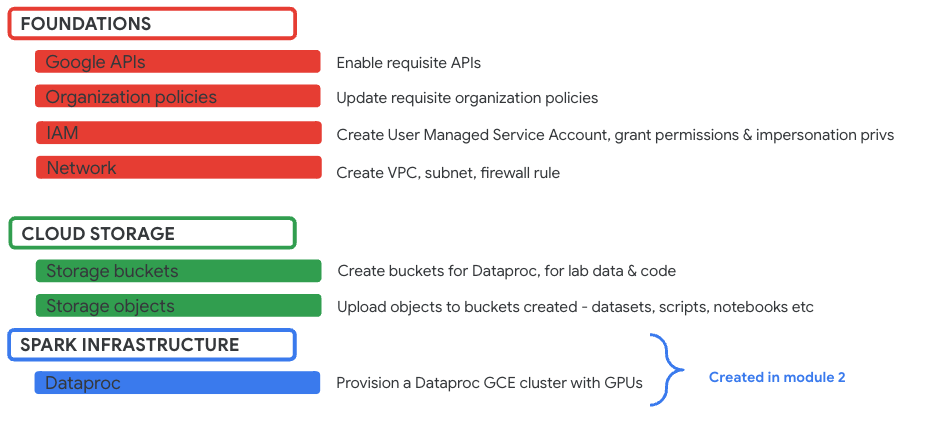 FOUNDATIONS
Google APIs Enable requisite APIs
Organization policies Update requisite organization policies
IAM Create User Managed Service Account, grant permissions & impersonation privs
Network Create VPC, subnet, firewall rule
CLOUD STORAGE
Storage buckets Create buckets for Dataproc, for lab data & code
Storage objects Upload objects to buckets created - datasets, scripts, notebooks etc
SPARK INFRASTRUCTURE
Dataproc Provision a Dataproc GCE cluster with GPUs Created in module 2